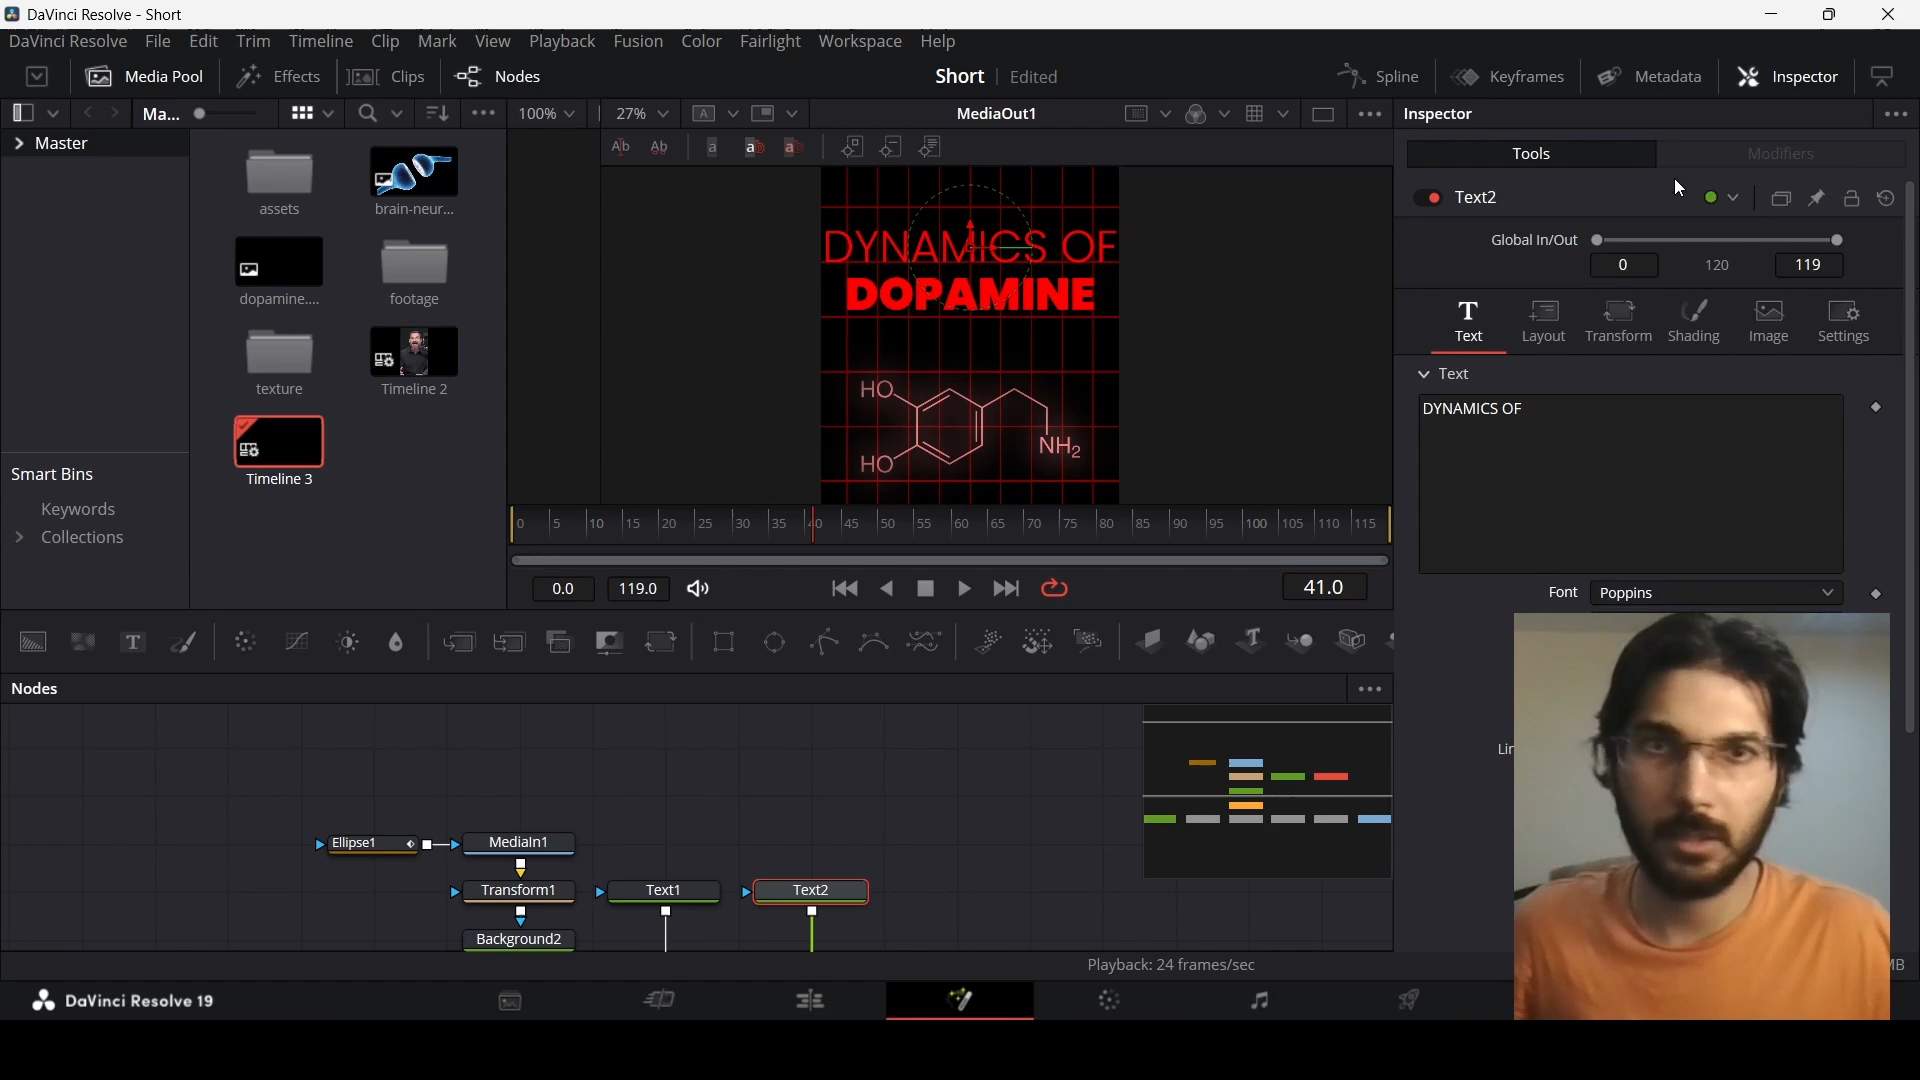 DaVinci Resolve - Short
DaVinci Resolve File Edit Trim Timeline Clip Mark View Playback Fusion Color Fairlight Workspace Help
Media Pool Effects Clips Nodes Short Edited Spline Keyframes Metadata Inspector
Ma... 100% 27% MediaOut1 Inspector
Master
Tools Modifiers
assets
brain-neur...
Text2
Global In/Out
0 120 119
dopamine....
footage
Text Layout Transform Shading Image Settings
Text
DYNAMICS OF
texture
Timeline 2
Timeline 3
DYNAMICS OF
DOPAMINE
HO
NH2
HO
Smart Bins
Keywords
Collections
0 5 10 15 20 25 30 35 40 45 50 55 60 65 70 75 80 85 90 95 100 105 110 115
0.0 119.0 41.0
Font Poppins
Nodes
Ellipse1 MediaIn1
Transform1 Text1 Text2
Background2
Playback: 24 frames/sec
MB
DaVinci Resolve 19